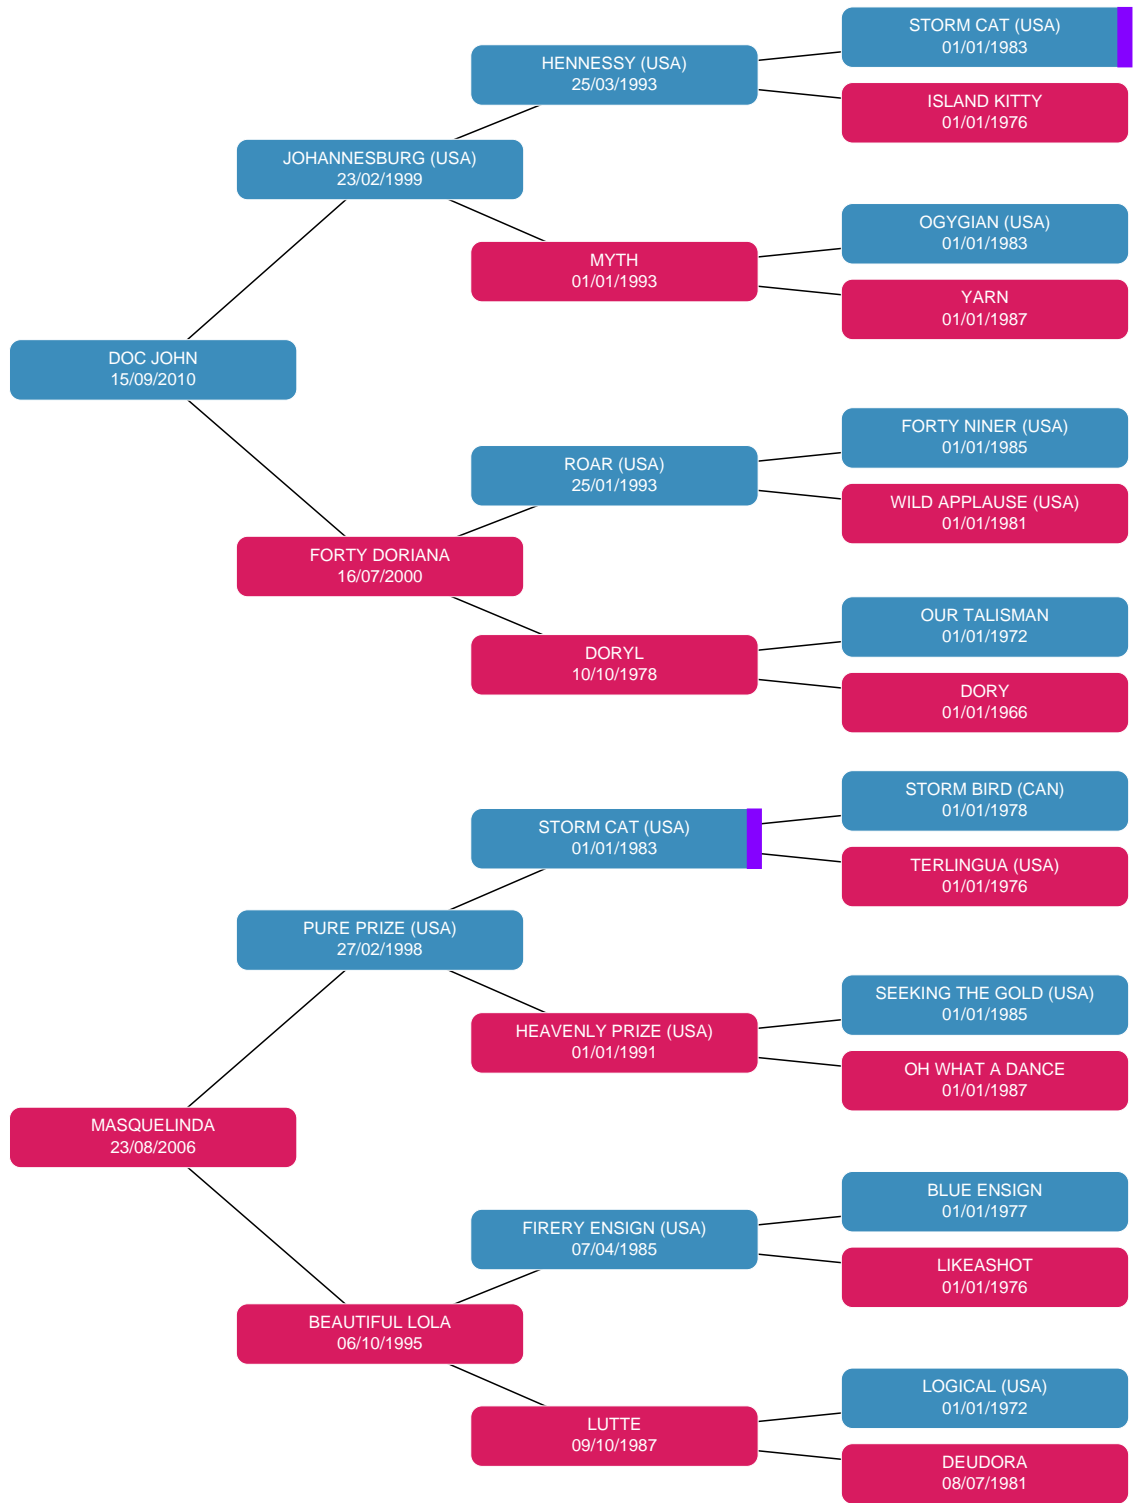 STORM CAT (USA)
01/01/1983
HENNESSY (USA)
25/03/1993
ISLAND KITTY
01/01/1976
JOHANNESBURG (USA)
23/02/1999
OGYGIAN (USA)
01/01/1983
MYTH
01/01/1993
YARN
01/01/1987
DOC JOHN
15/09/2010
FORTY NINER (USA)
01/01/1985
ROAR (USA)
25/01/1993
WILD APPLAUSE (USA)
01/01/1981
FORTY DORIANA
16/07/2000
OUR TALISMAN
01/01/1972
DORYL
10/10/1978
DORY
01/01/1966
STORM BIRD (CAN)
01/01/1978
STORM CAT (USA)
01/01/1983
TERLINGUA (USA)
01/01/1976
PURE PRIZE (USA)
27/02/1998
SEEKING THE GOLD (USA)
01/01/1985
HEAVENLY PRIZE (USA)
01/01/1991
OH WHAT A DANCE
01/01/1987
MASQUELINDA
23/08/2006
BLUE ENSIGN
01/01/1977
FIRERY ENSIGN (USA)
07/04/1985
LIKEASHOT
01/01/1976
BEAUTIFUL LOLA
06/10/1995
LOGICAL (USA)
01/01/1972
LUTTE
09/10/1987
DEUDORA
08/07/1981